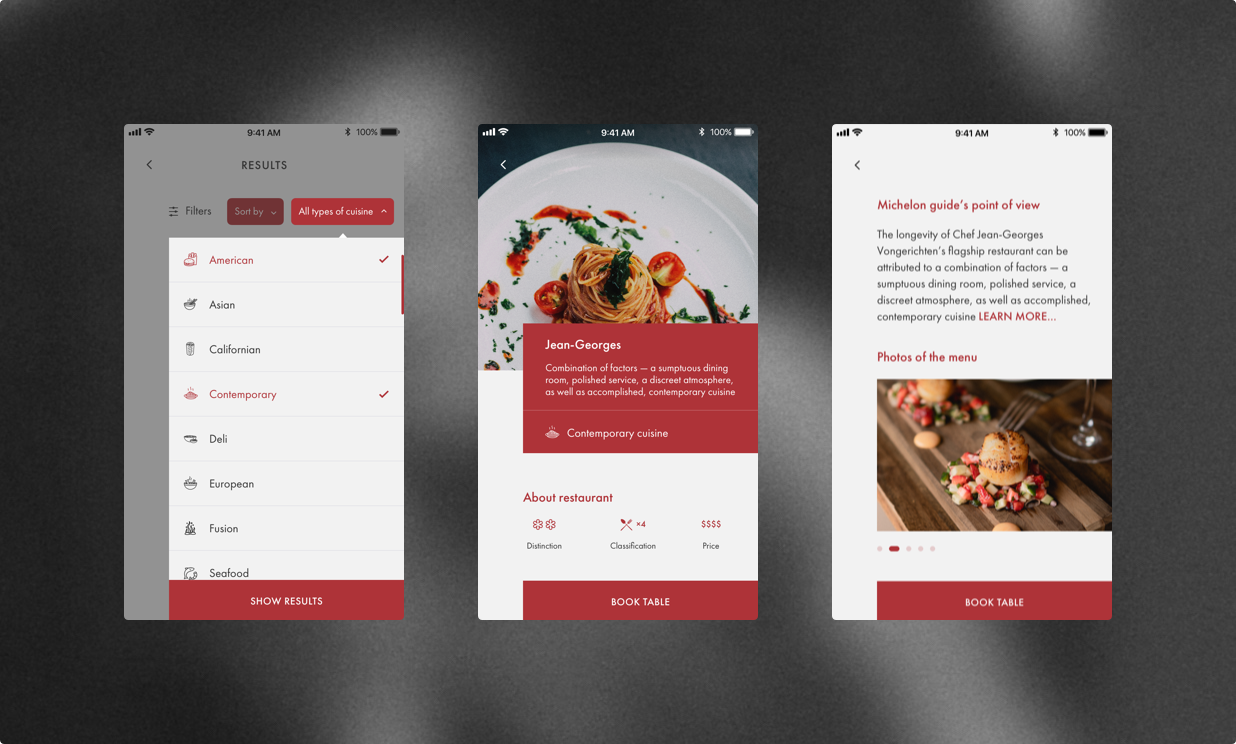 9:41 AM
100%
RESULTS
Filters
Sort by
All types of cuisine
American
Asian
Californian
Contemporary
Deli
European
Fusion
Seafood
SHOW RESULTS
9:41 AM
100%
Jean-Georges
Combination of factors — a sumptuous dining
room, polished service, a discreet atmosphere,
as well as accomplished, contemporary cuisine
Contemporary cuisine
About restaurant
×4
$$$$
Distinction
Classification
Price
BOOK TABLE
9:41 AM
100%
Michelon guide's point of view
The longevity of Chef Jean-Georges
Vongerichten's flagship restaurant can be
attributed to a combination of factors — a
sumptuous dining room, polished service, a
discreet atmosphere, as well as accomplished,
contemporary cuisine LEARN MORE...
Photos of the menu
BOOK TABLE